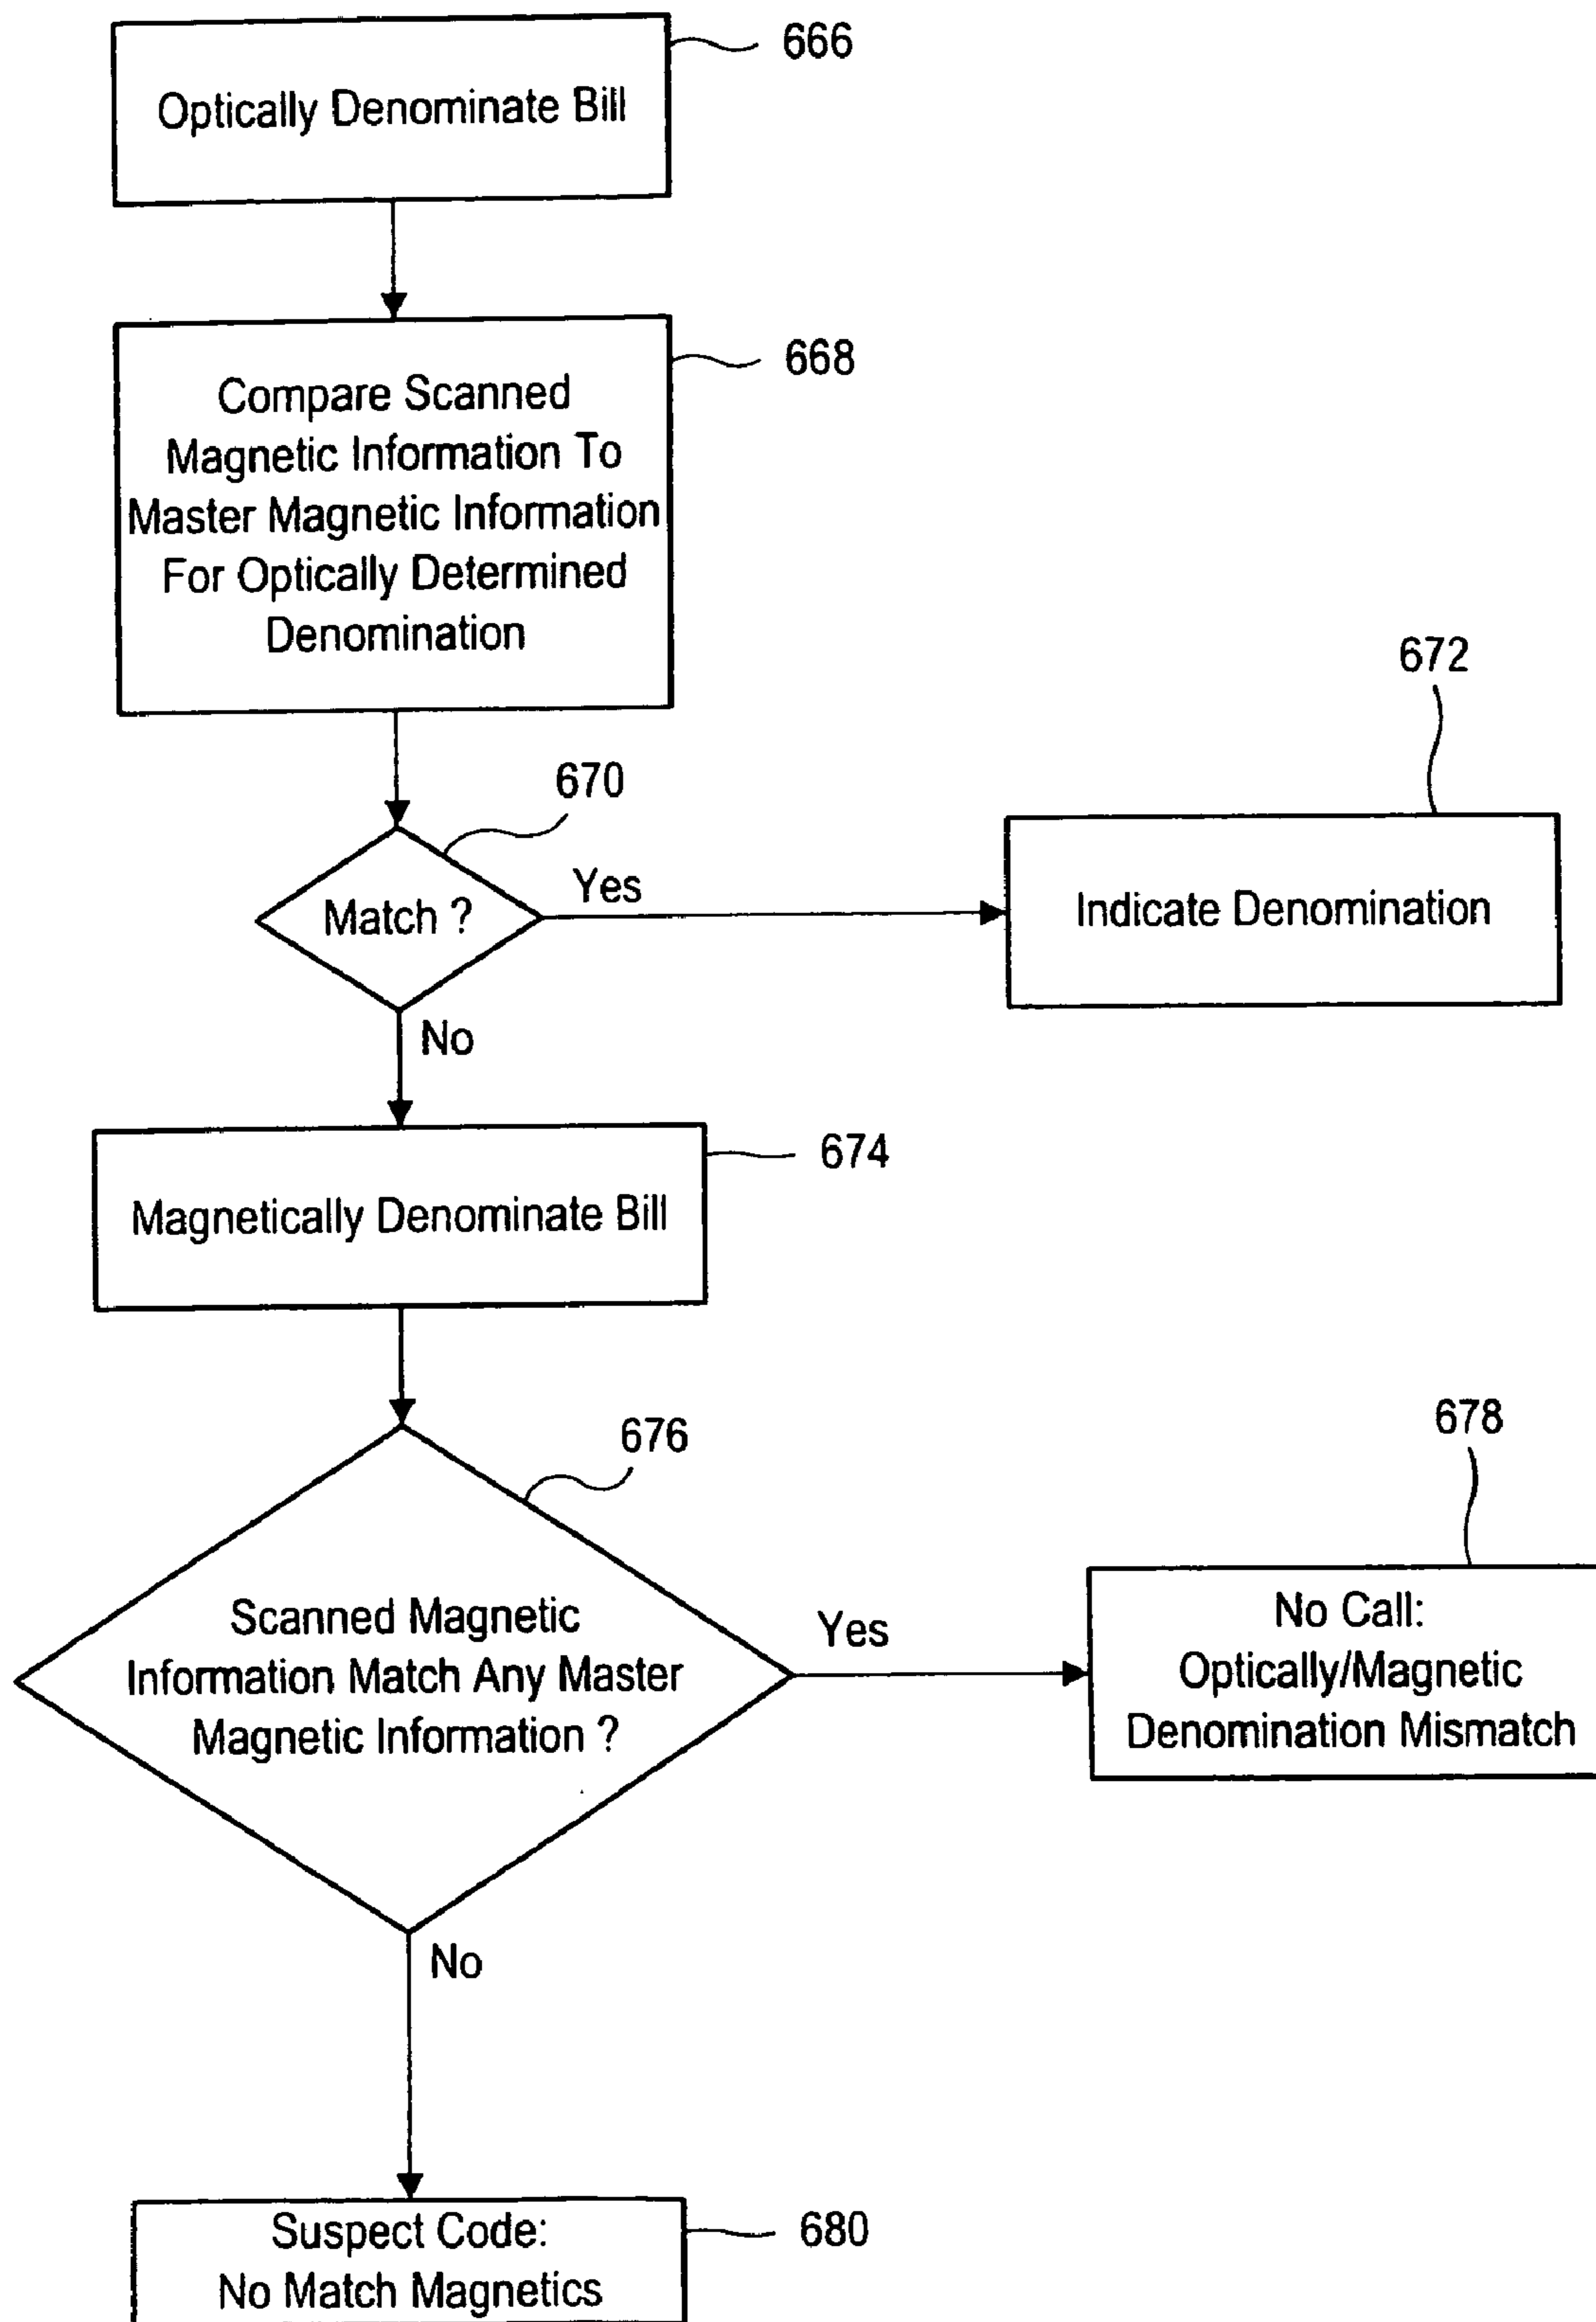 666
Optically Denominate Bill
668
Compare Scanned
Magnetic Information To
Master Magnetic Information
For Optically Determined
Denomination
672
670
Match ?
Yes
Indicate Denomination
No
674
Magnetically Denominate Bill
676
678
Scanned Magnetic
Information Match Any Master
Magnetic Information ?
Yes
No Call:
Optically/Magnetic
Denomination Mismatch
No
680
Suspect Code:
No Match Magnetics